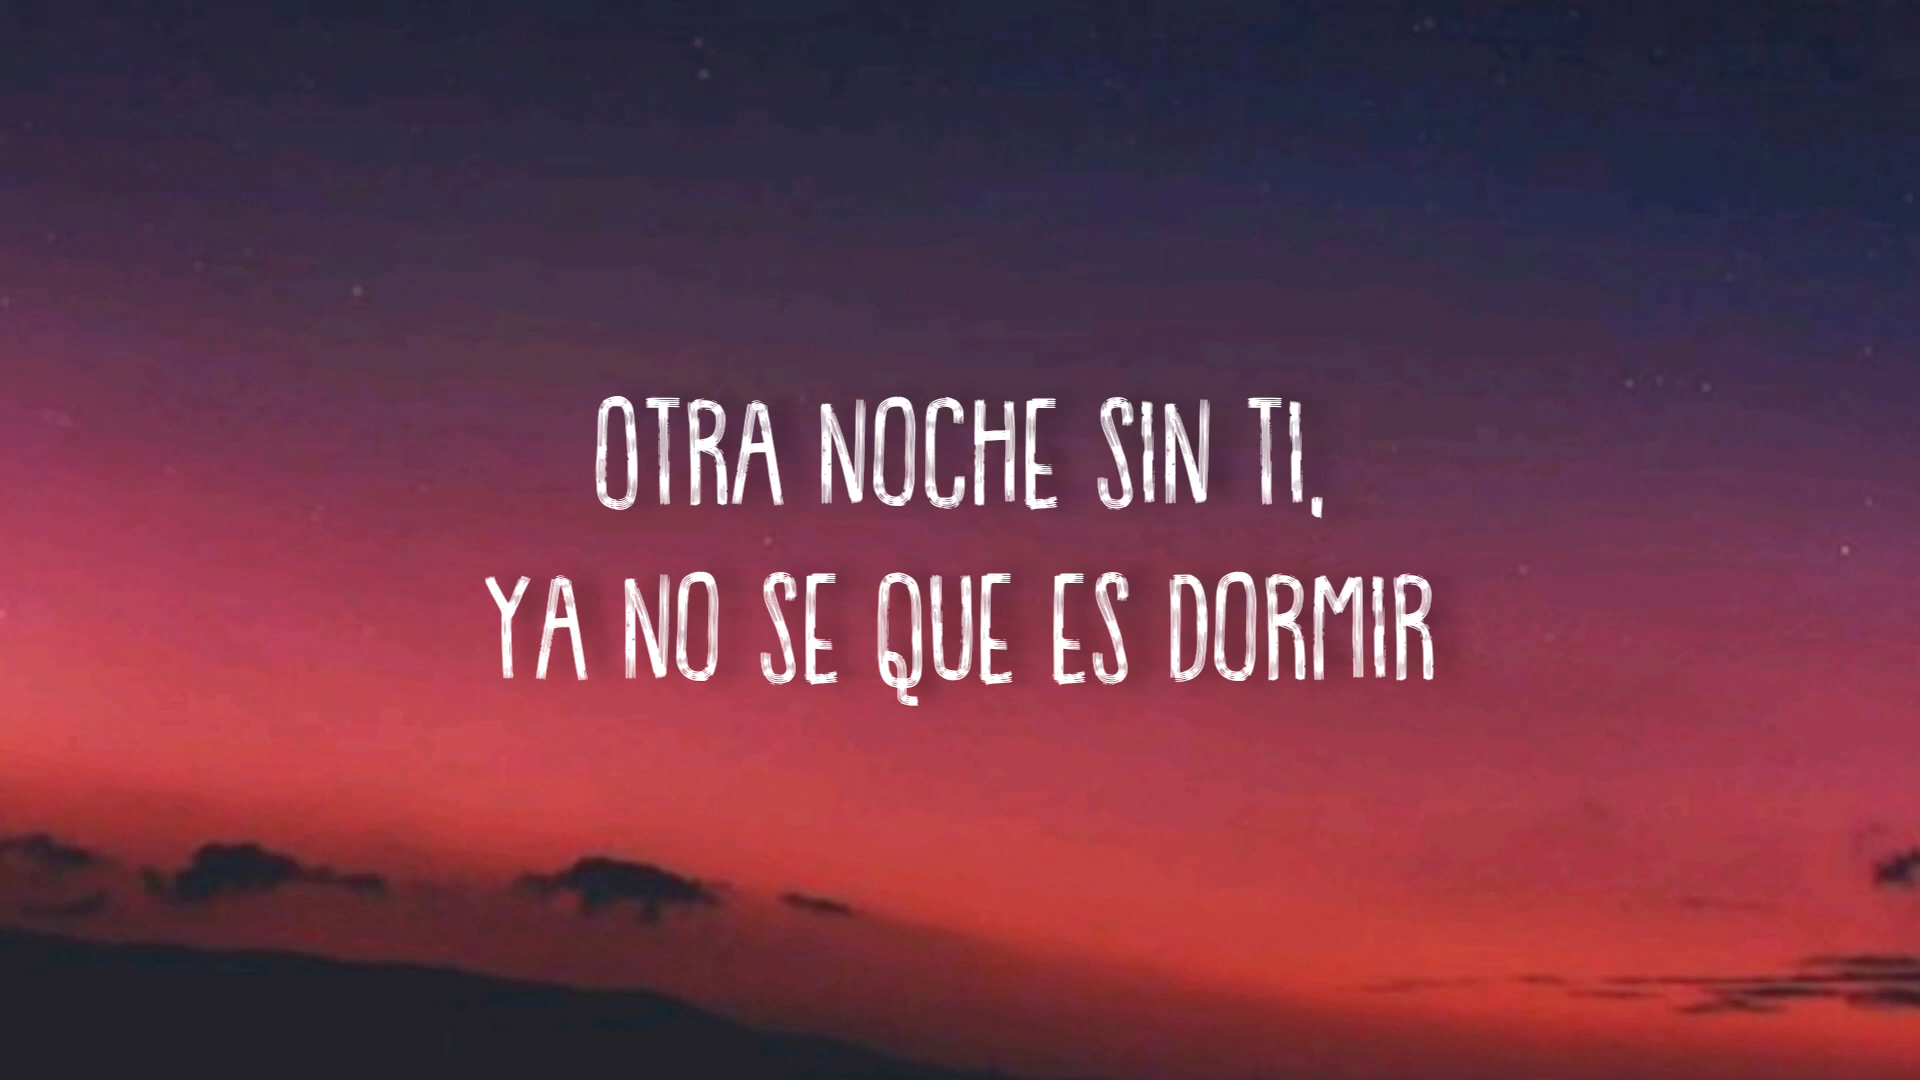 OTRA NOCHE SIN TI,
YA NO SE QUE ES DORMIR